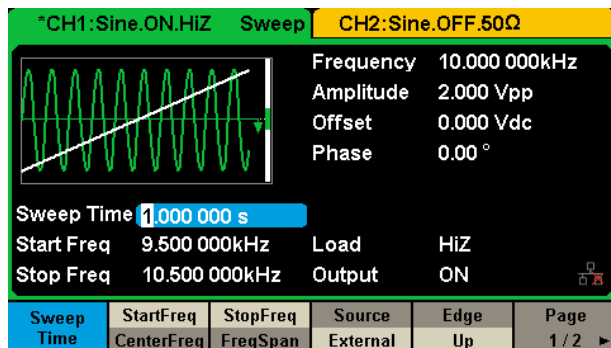 *CH1:Sine.ON.HiZ Sweep CH2:Sine.OFF.50Ω
Frequency 10.000 000kHz
Amplitude 2.000 Vpp
Offset 0.000 Vdc
Phase 0.00 °
Sweep Time 1.000 000 s
Start Freq 9.500 000kHz Load HiZ
Stop Freq 10.500 000kHz Output ON
Sweep Time StartFreq StopFreq Source Edge Page
CenterFreq FreqSpan External Up 1/2 ►